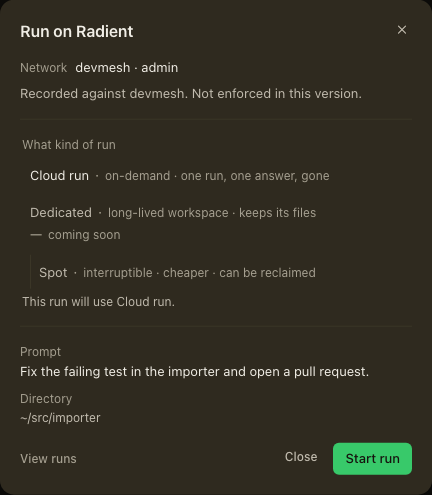 Run on Radient
×
Network devmesh · admin
Recorded against devmesh. Not enforced in this version.
What kind of run
Cloud run · on-demand · one run, one answer, gone
Dedicated · long-lived workspace · keeps its files
— coming soon
Spot · interruptible · cheaper · can be reclaimed
This run will use Cloud run.
Prompt
Fix the failing test in the importer and open a pull request.
Directory
~/src/importer
View runs Close Start run